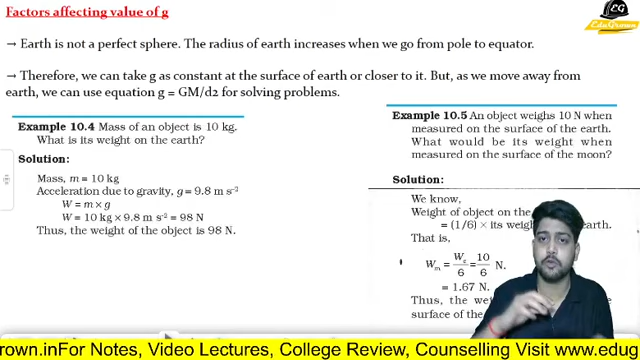 Factors affecting value of g
EG
EduGrown
→ Earth is not a perfect sphere. The radius of earth increases when we go from pole to equator.
→ Therefore, we can take g as constant at the surface of earth or closer to it. But, as we move away from
earth, we can use equation g = GM/d2 for solving problems.
Example 10.4 Mass of an object is 10 kg.
What is its weight on the earth?
Solution:
Mass, m = 10 kg
Acceleration due to gravity, g = 9.8 m s⁻²
W = m × g
W = 10 kg × 9.8 m s⁻² = 98 N
Thus, the weight of the object is 98 N.
Example 10.5 An object weighs 10 N when
measured on the surface of the earth.
What would be its weight when
measured on the surface of the moon?
Solution:
We know,
Weight of object on the
= (1/6) × its earth.
That is,
Wm = We/6 = 10/6 N.
= 1.67 N.
Thus, the
surface of the
rown.inFor Notes, Video Lectures, College Review, Counselling Visit www.edug